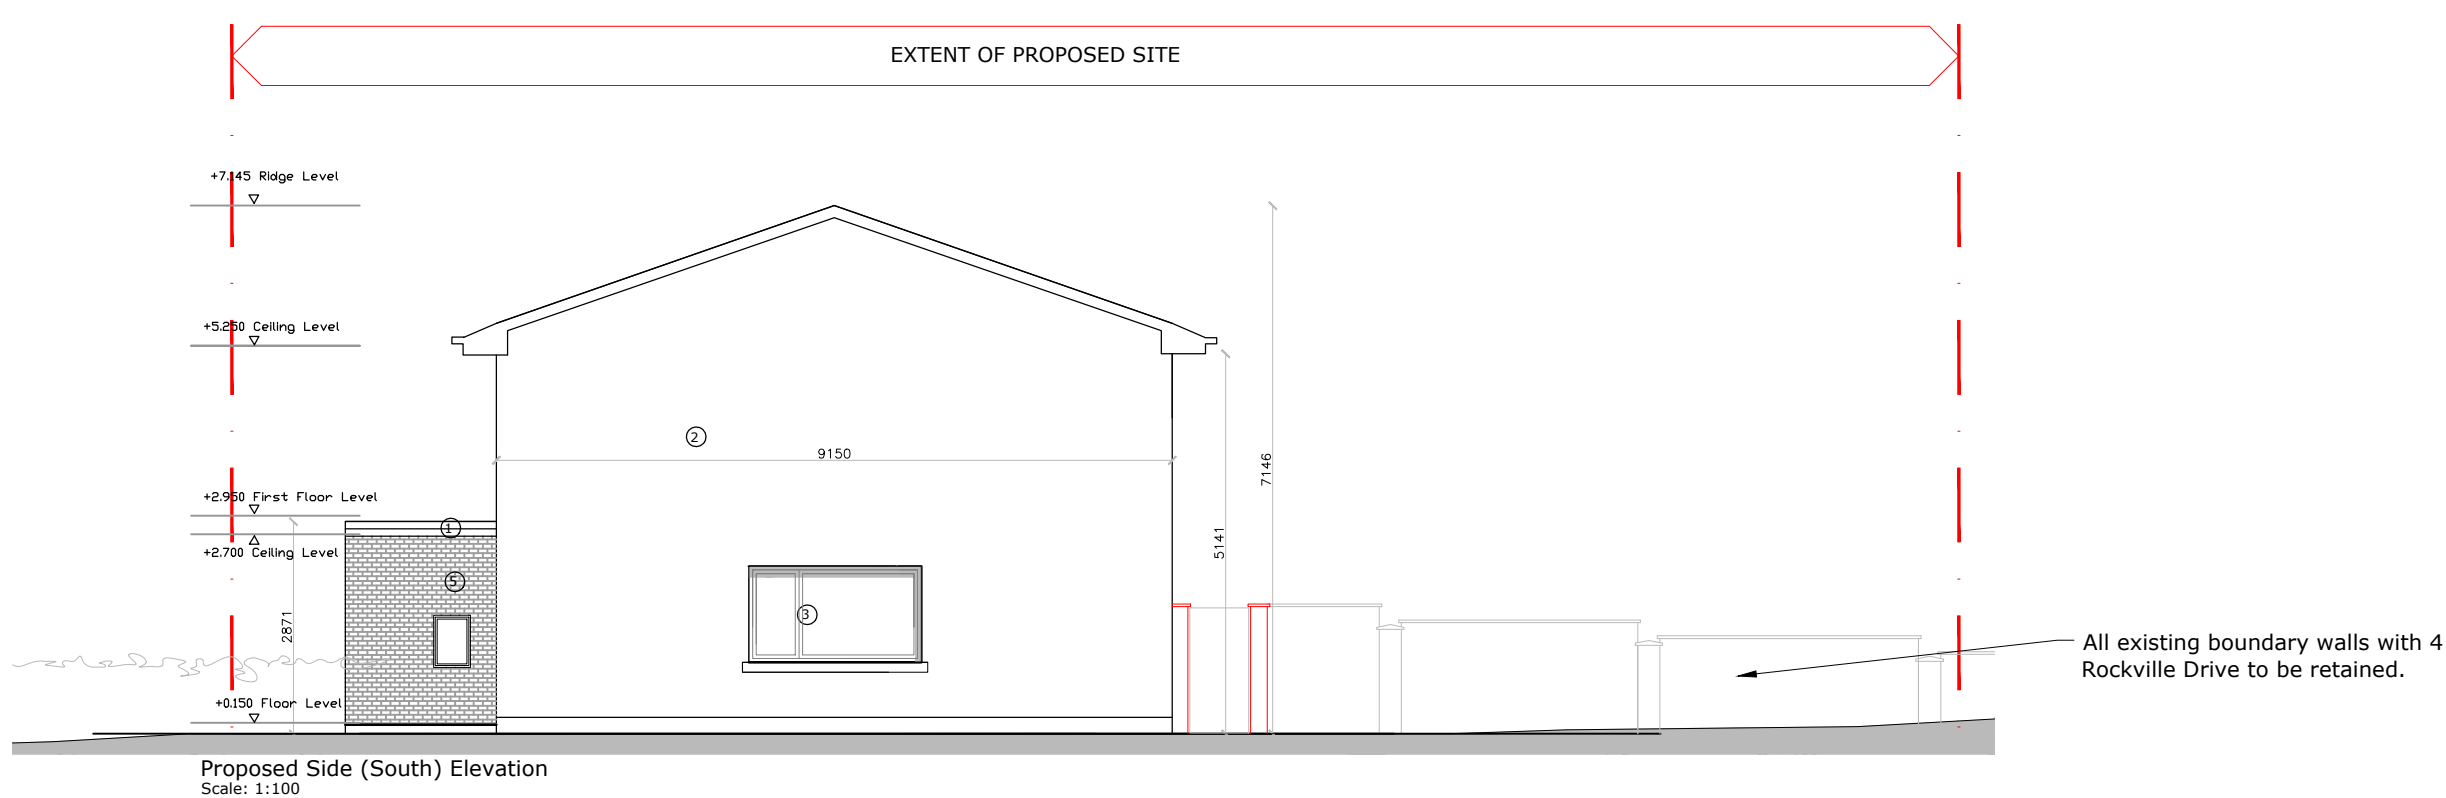 EXTENT OF PROPOSED SITE
+7.145 Ridge Level
+5.250 Ceiling Level
2
9150
7146
+2.950 First Floor Level
1
5141
+2.700 Ceiling Level
5
3
2871
All existing boundary walls with 4
Rockville Drive to be retained.
+0.150 Floor Level
Proposed Side (South) Elevation
Scale: 1:100